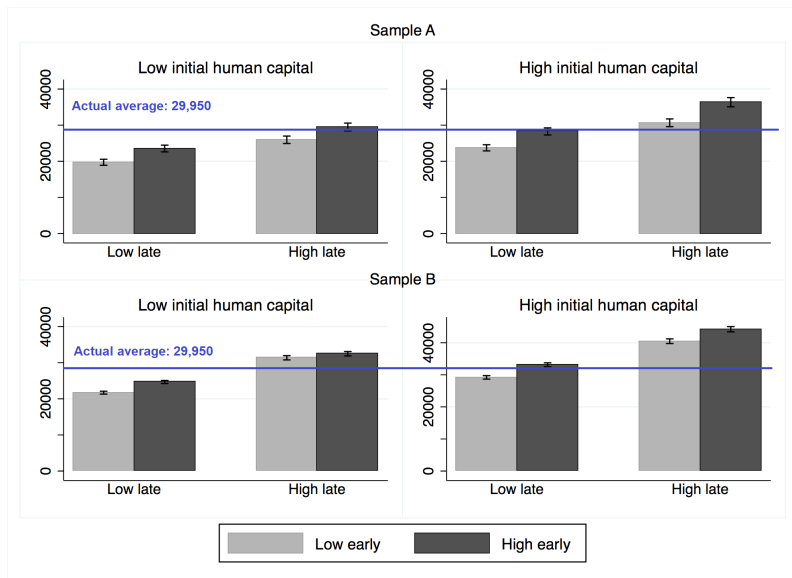 Sample A
Low initial human capital
High initial human capital
40000
20000
0
Actual average: 29,950
Low late
High late
40000
20000
0
Low late
High late
Sample B
Low initial human capital
High initial human capital
40000
20000
0
Actual average: 29,950
Low late
High late
40000
20000
0
Low late
High late
Low early
High early